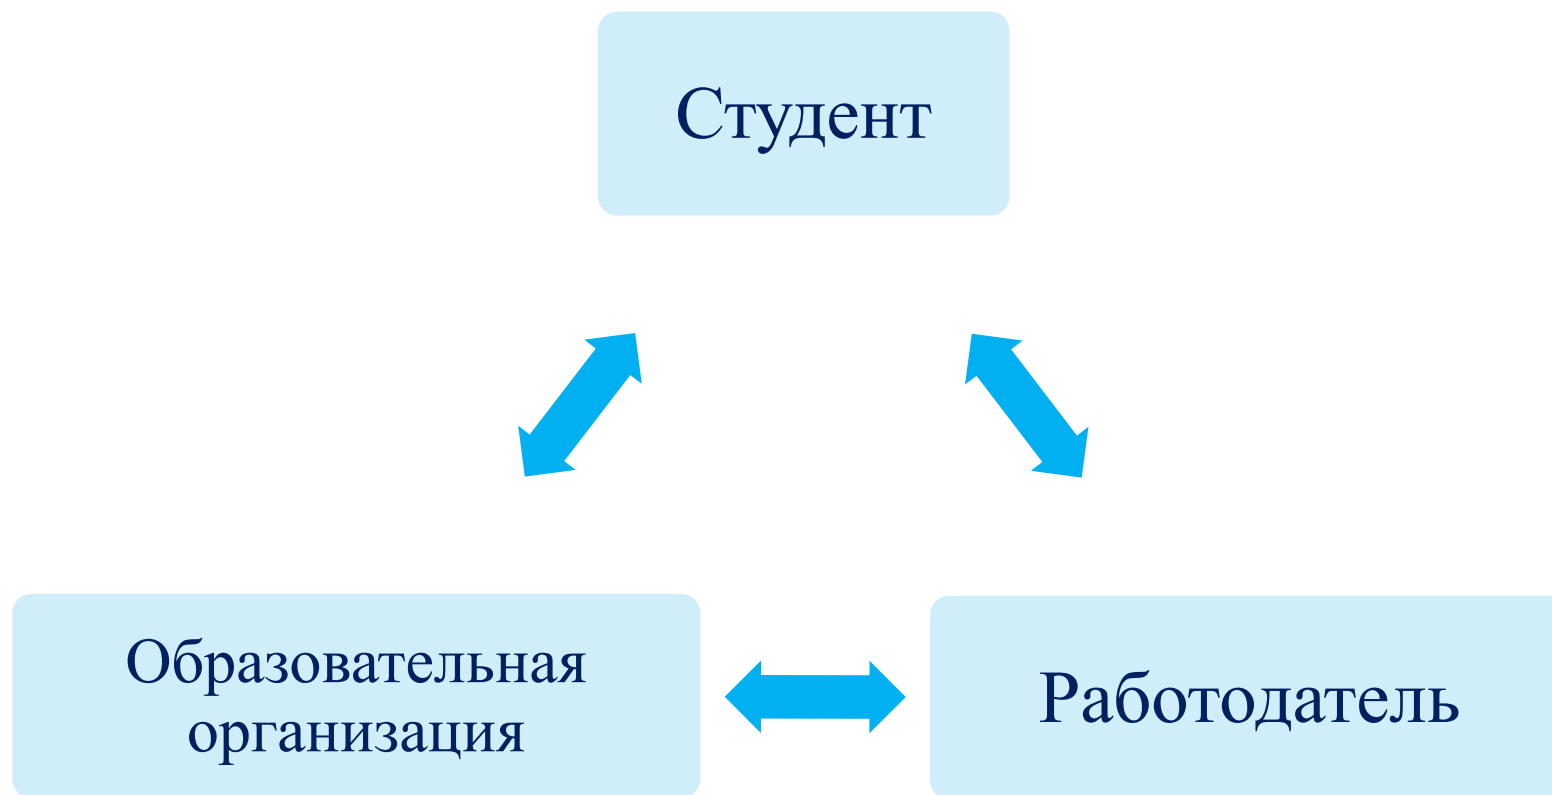 Студент
Образовательная
организация
Работодатель